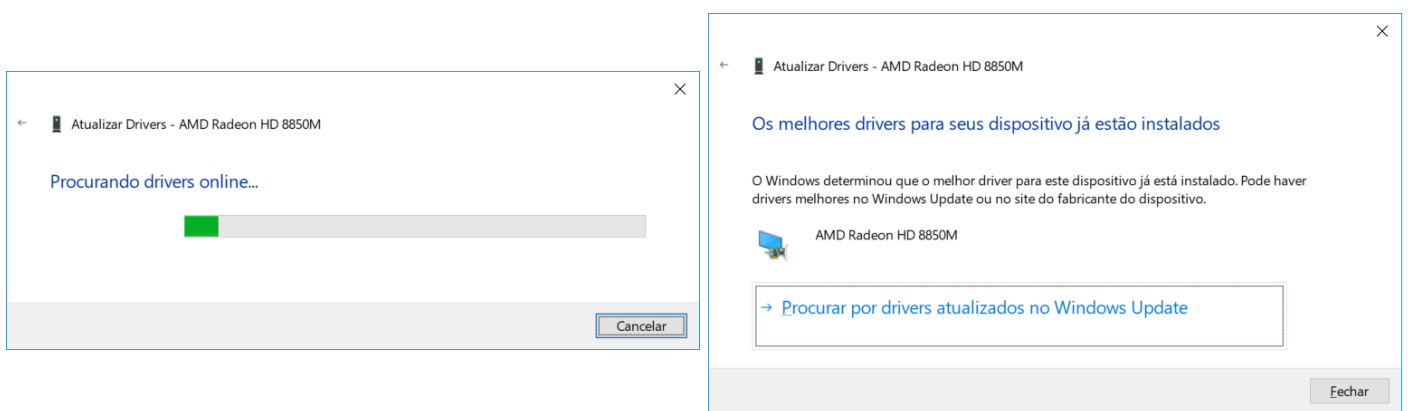 Atualizar Drivers - AMD Radeon HD 8850M
Procurando drivers online...
Cancelar
Atualizar Drivers - AMD Radeon HD 8850M
Os melhores drivers para seus dispositivo já estão instalados
O Windows determinou que o melhor driver para este dispositivo já está instalado. Pode haver
drivers melhores no Windows Update ou no site do fabricante do dispositivo.
AMD Radeon HD 8850M
Procurar por drivers atualizados no Windows Update
Fechar